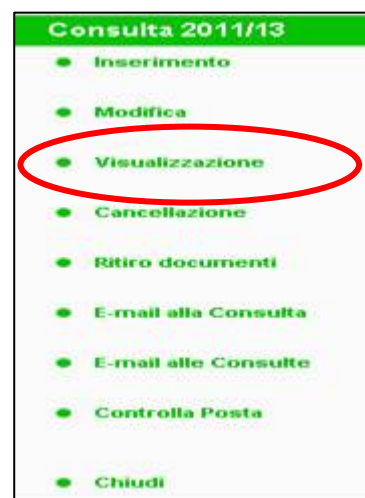 Consulta 2011/13
Inserimento
Modifica
Visualizzazione
Cancellazione
Ritiro documenti
E-mail alla Consulta
E-mail alle Consulte
Controlla Posta
Chiudi